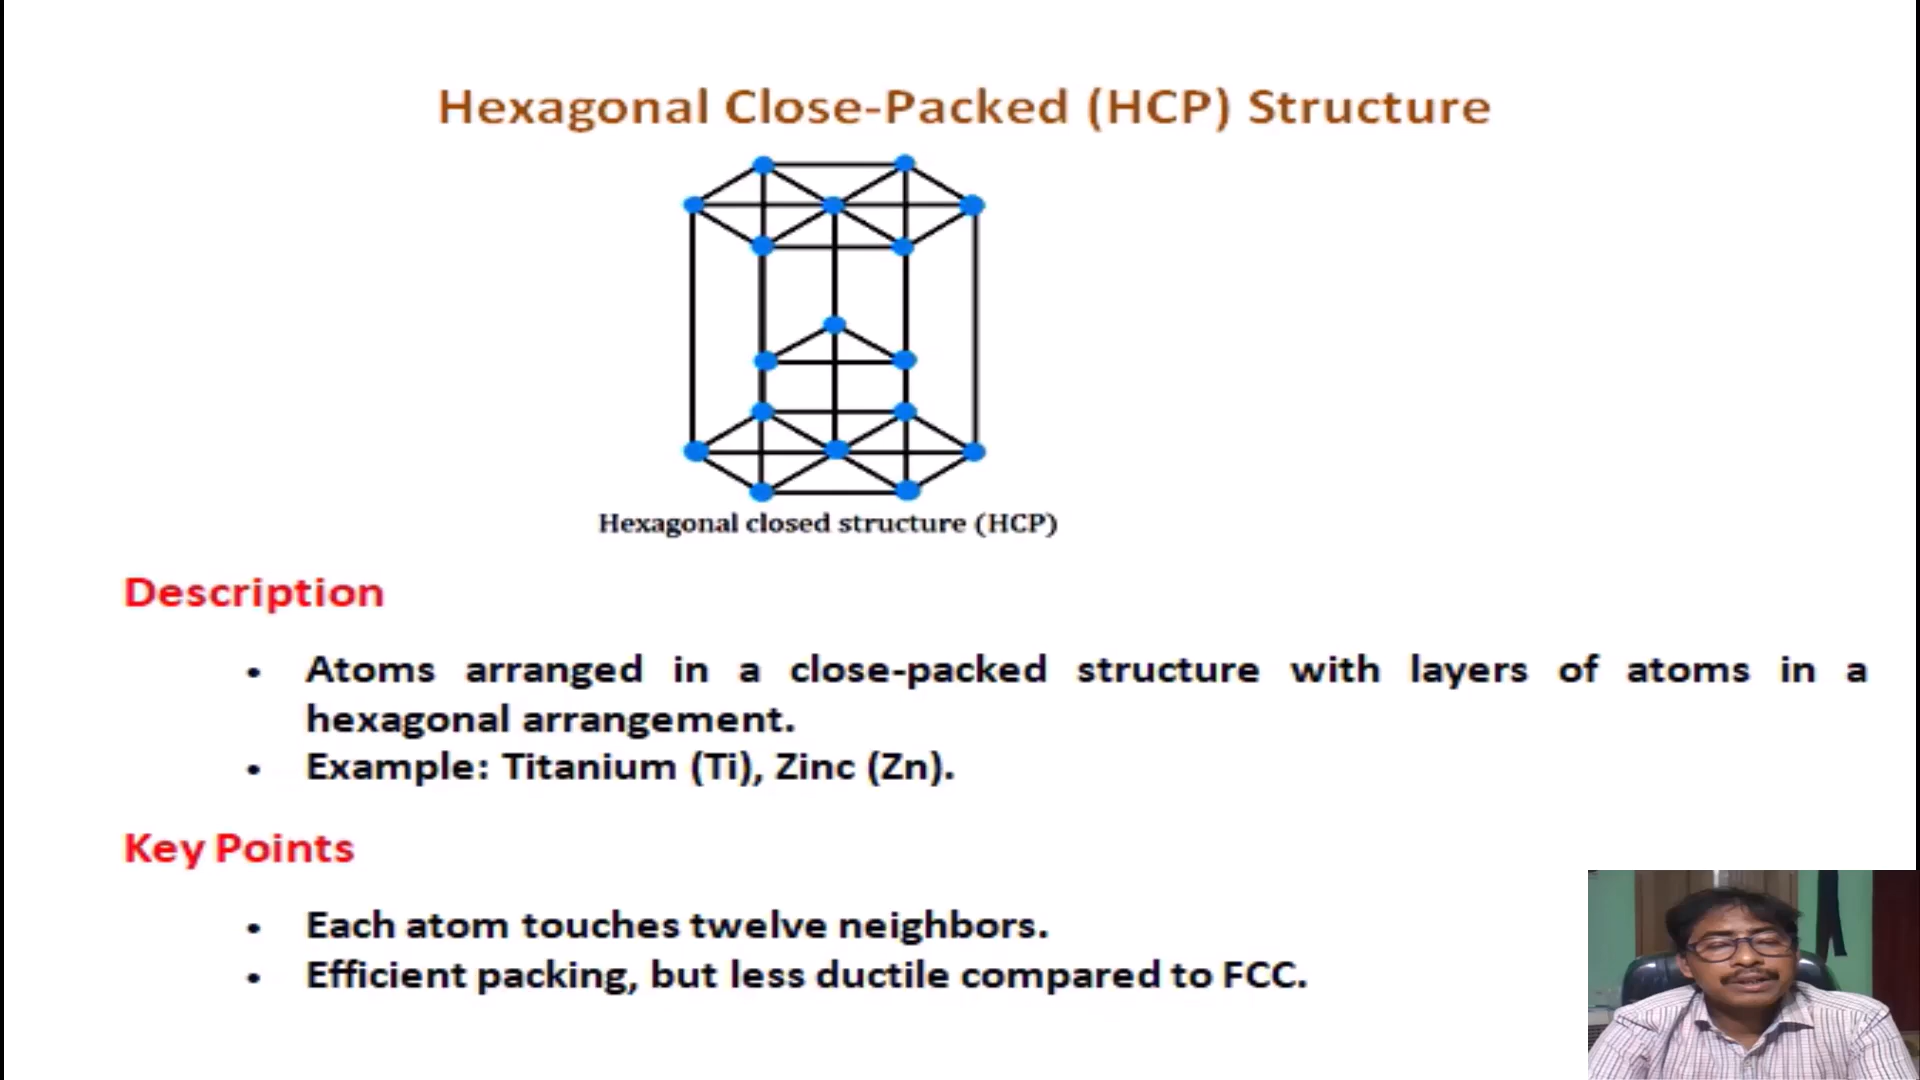 Hexagonal Close-Packed (HCP) Structure
Hexagonal closed structure (HCP)
Description
• Atoms arranged in a close-packed structure with layers of atoms in a
hexagonal arrangement.
• Example: Titanium (Ti), Zinc (Zn).
Key Points
• Each atom touches twelve neighbors.
• Efficient packing, but less ductile compared to FCC.